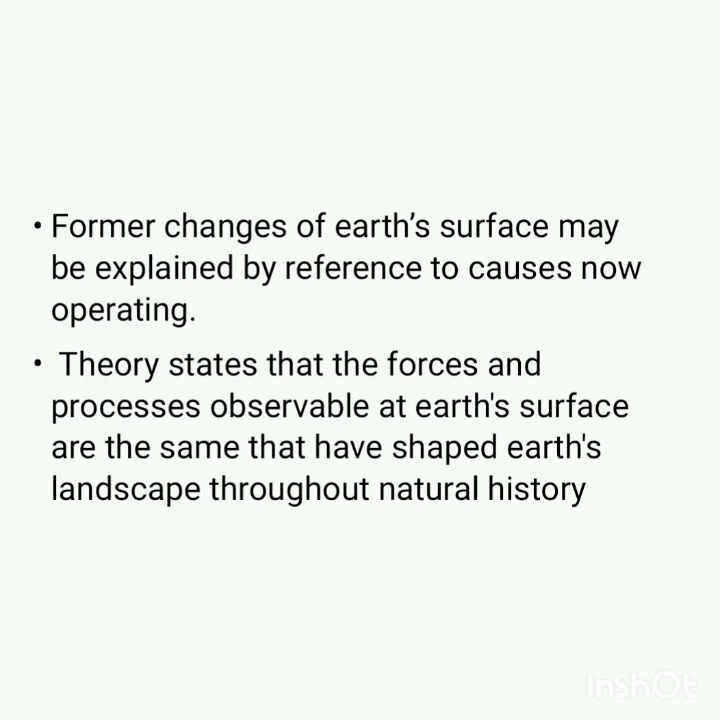 • Former changes of earth’s surface may
be explained by reference to causes now
operating.
• Theory states that the forces and
processes observable at earth's surface
are the same that have shaped earth's
landscape throughout natural history
InShOt